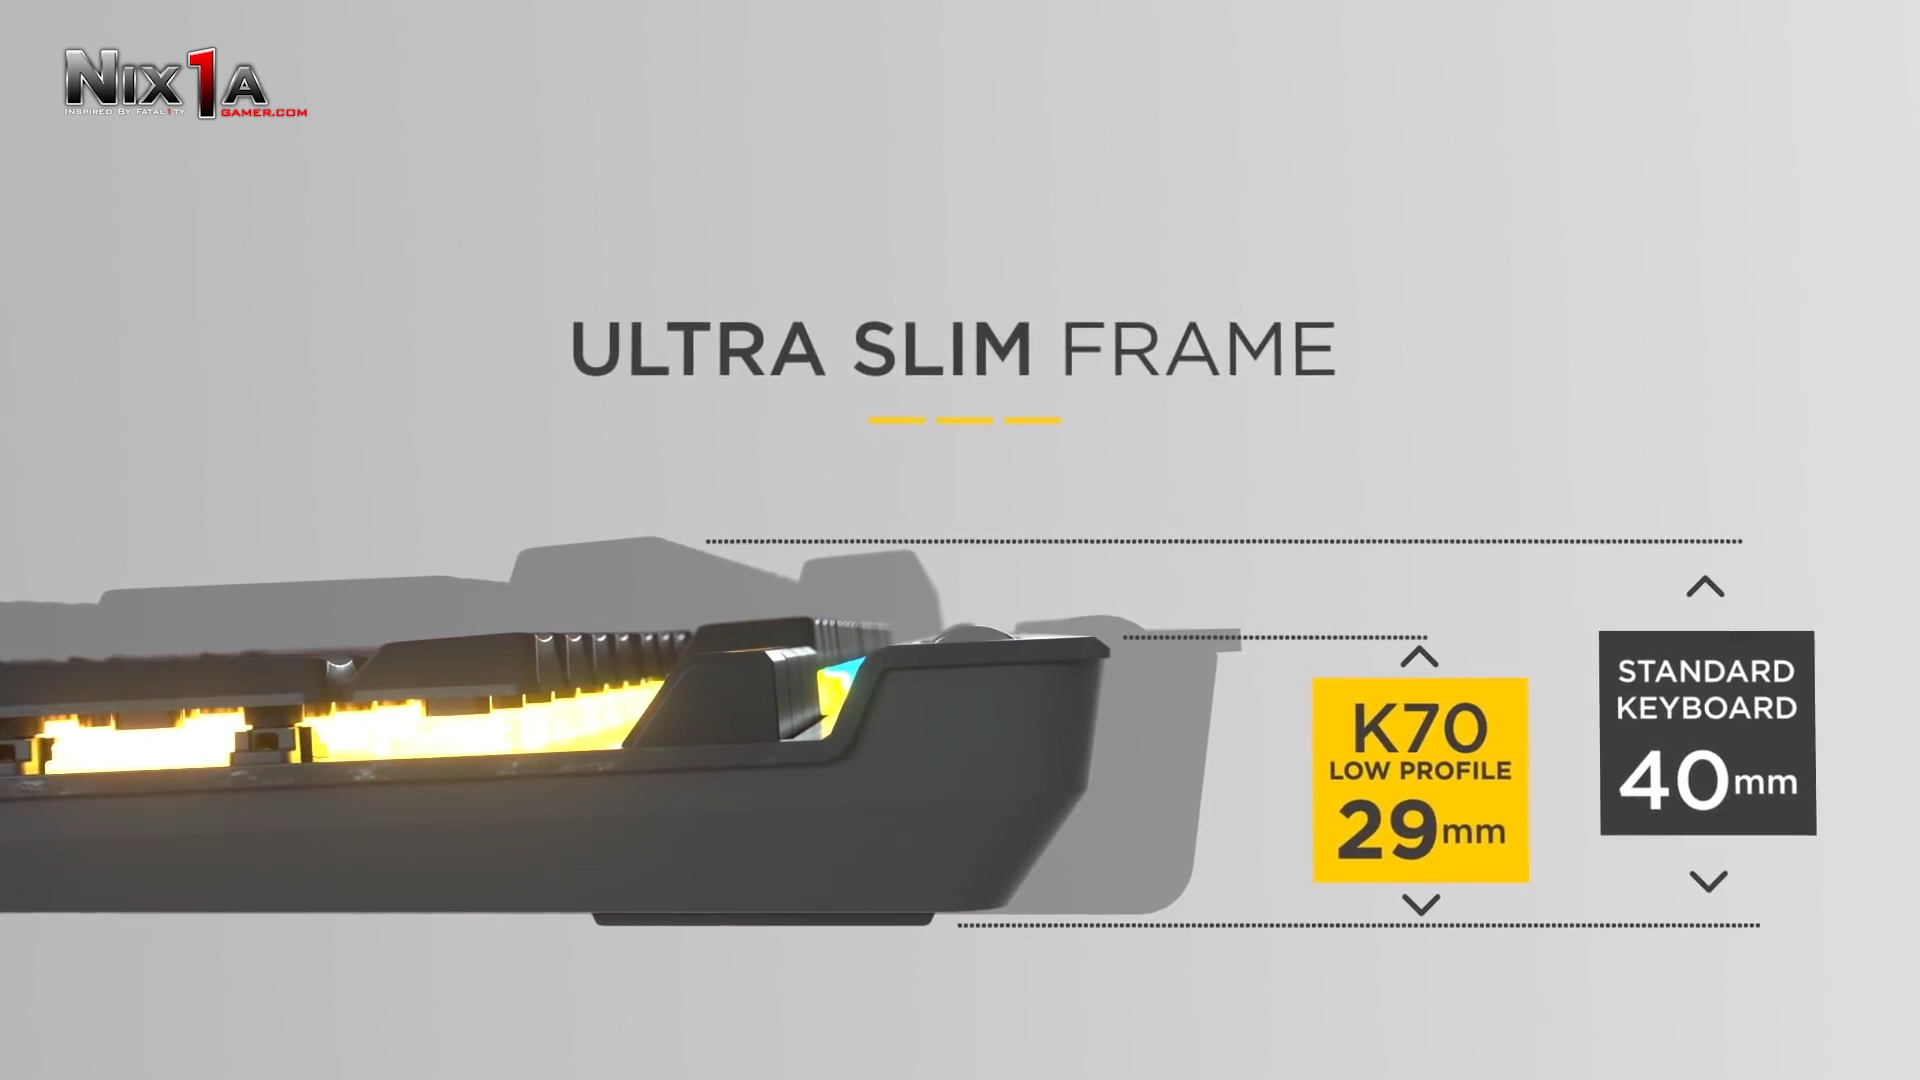 NIX1A
INSPIRED BY FATAL1TY GAMER.COM
ULTRA SLIM FRAME
K70
LOW PROFILE
29mm
STANDARD
KEYBOARD
40mm